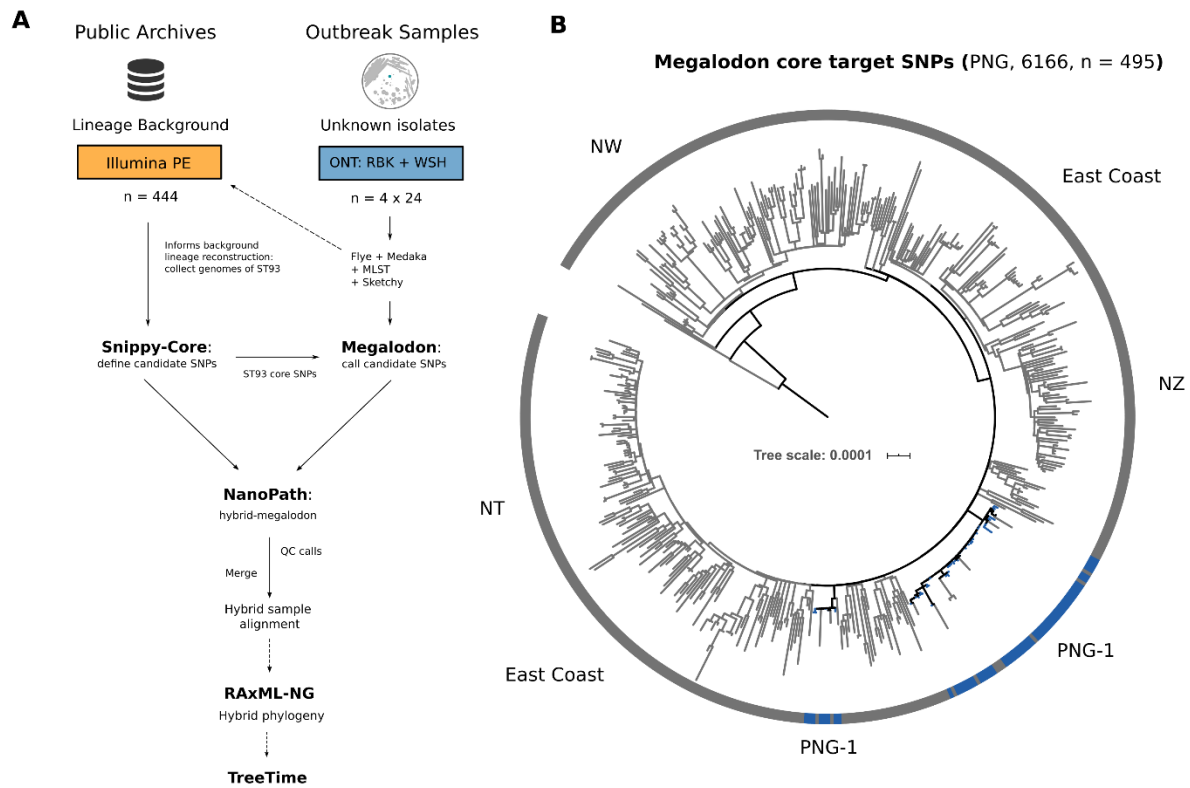 A
Public Archives
Outbreak Samples
Lineage Background
Unknown isolates
Illumina PE
ONT: RBK + WSH
n = 444
n = 4 x 24
Informs background
lineage reconstruction:
collect genomes of ST93
Flye + Medaka
+ MLST
+ Sketchy
Snippy-Core:
define candidate SNPs
ST93 core SNPs
Megalodon:
call candidate SNPs
NanoPath:
hybrid-megalodon
QC calls
Merge
Hybrid sample
alignment
RAxML-NG
Hybrid phylogeny
TreeTime
B
Megalodon core target SNPs (PNG, 6166, n = 495)
NW
East Coast
NZ
Tree scale: 0.0001
NT
PNG-1
East Coast
PNG-1